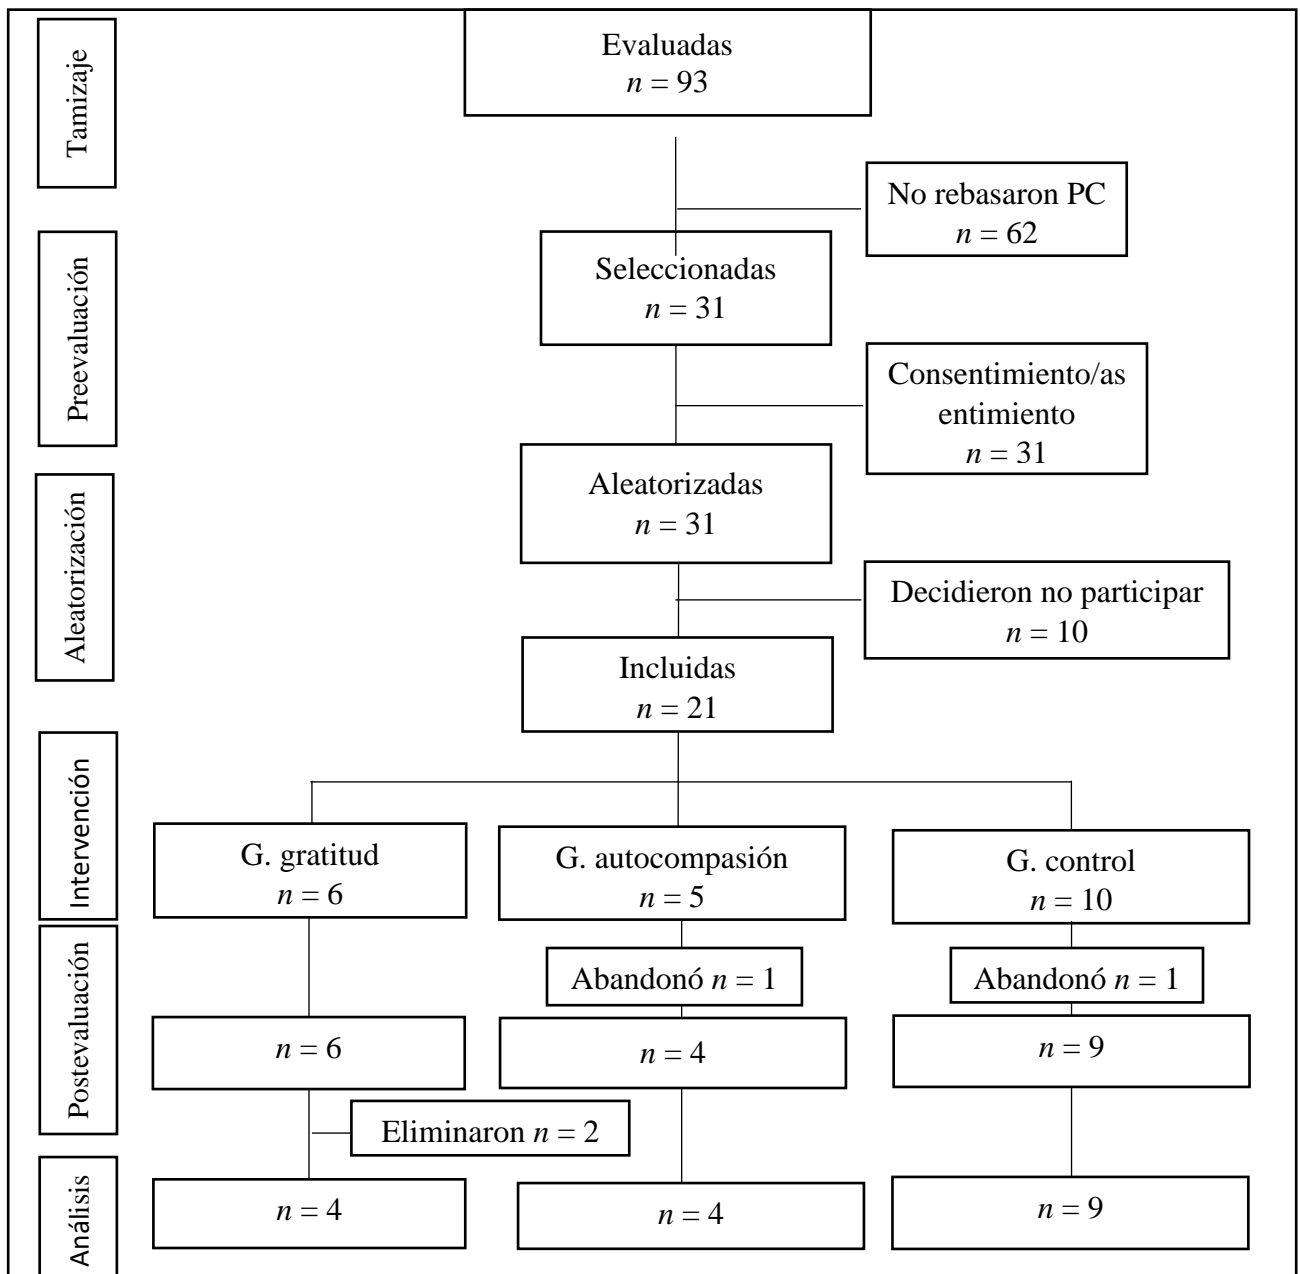 Tamizaje
Evaluadas
n = 93
No rebasaron PC
n = 62
Preevaluación
Seleccionadas
n = 31
Consentimiento/as
entimiento
n = 31
Aleatorización
Aleatorizadas
n = 31
Decidieron no participar
n = 10
Incluidas
n = 21
Intervención
G. gratitud
n = 6
G. autocompasión
n = 5
G. control
n = 10
Postevaluación
Abandonó n = 1
Abandonó n = 1
n = 6
n = 4
n = 9
Eliminaron n = 2
Análisis
n = 4
n = 4
n = 9